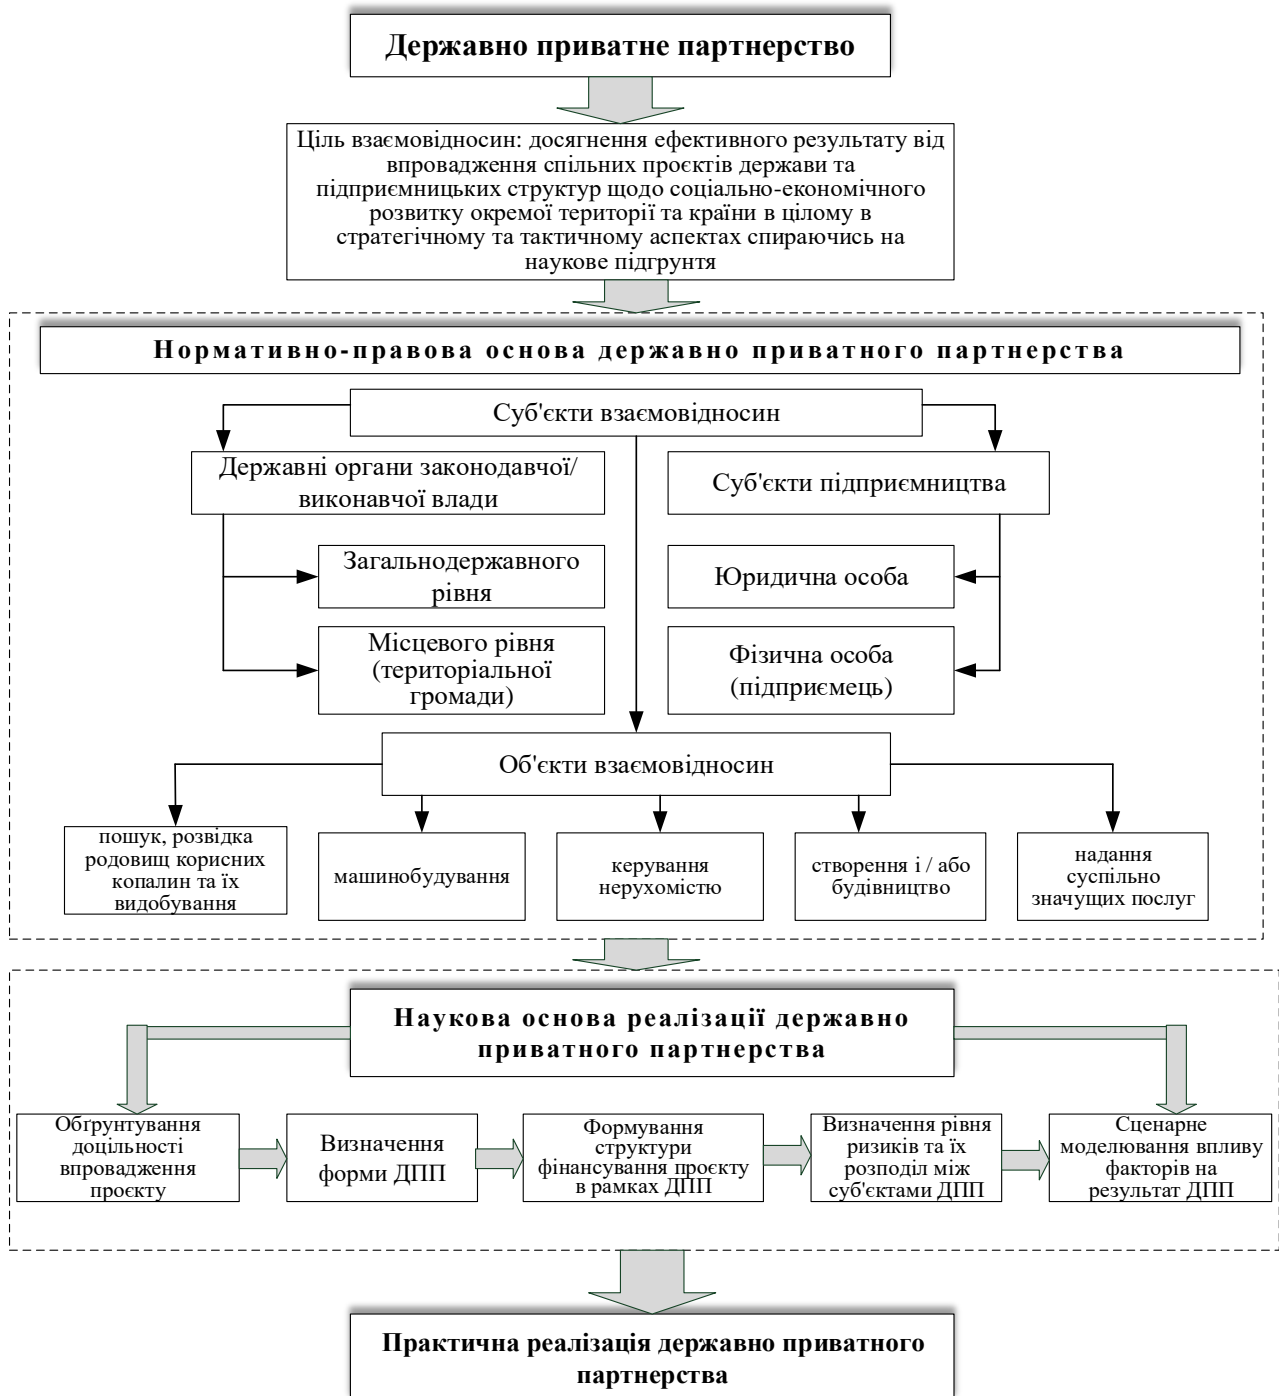 Державно приватне партнерство
Ціль взаємовідносин: досягнення ефективного результату від
впровадження спільних проєктів держави та
підприємницьких структур щодо соціально-економічного
розвитку окремої території та країни в цілому в
стратегічному та тактичному аспектах спираючись на
наукове підгрунтя
Нормативно-правова основа державно приватного партнерства
Суб'єкти взаємовідносин
Державні органи законодавчої/
виконавчої влади
Суб'єкти підприємництва
Загальнодержавного
рівня
Юридична особа
Місцевого рівня
(територіальної
громади)
Фізична особа
(підприємець)
Об'єкти взаємовідносин
пошук, розвідка
родовищ корисних
копалин та їх
видобування
машинобудування
керування
нерухомістю
створення і / або
будівництво
надання
суспільно
значущих послуг
Наукова основа реалізації державно
приватного партнерства
Обґрунтування
доцільності
впровадження
проєкту
Визначення
форми ДПП
Формування
структури
фінансування проєкту
в рамках ДПП
Визначення рівня
ризиків та їх
розподіл між
суб'єктами ДПП
Сценарне
моделювання впливу
факторів на
результат ДПП
Практична реалізація державно приватного
партнерства